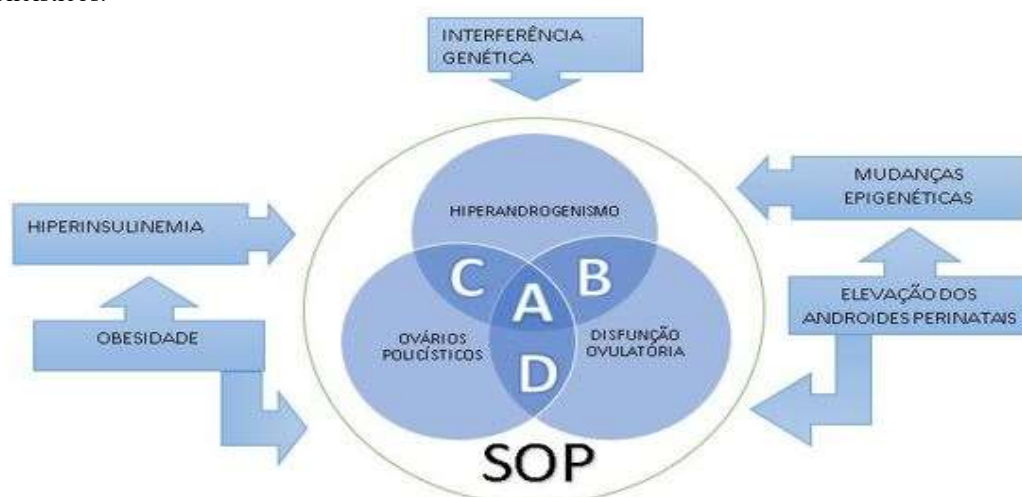 INTERFERÊNCIA
GENÉTICA
HIPERINSULINEMIA
OBESIDADE
HIPERANDROGENISMO
C
A
B
OVÁRIOS
POLICÍSTICOS
DISFUNÇÃO
OVULATÓRIA
D
SOP
MUDANÇAS
EPIGENÉTICAS
ELEVAÇÃO DOS
ANDROIDES PERINATAIS